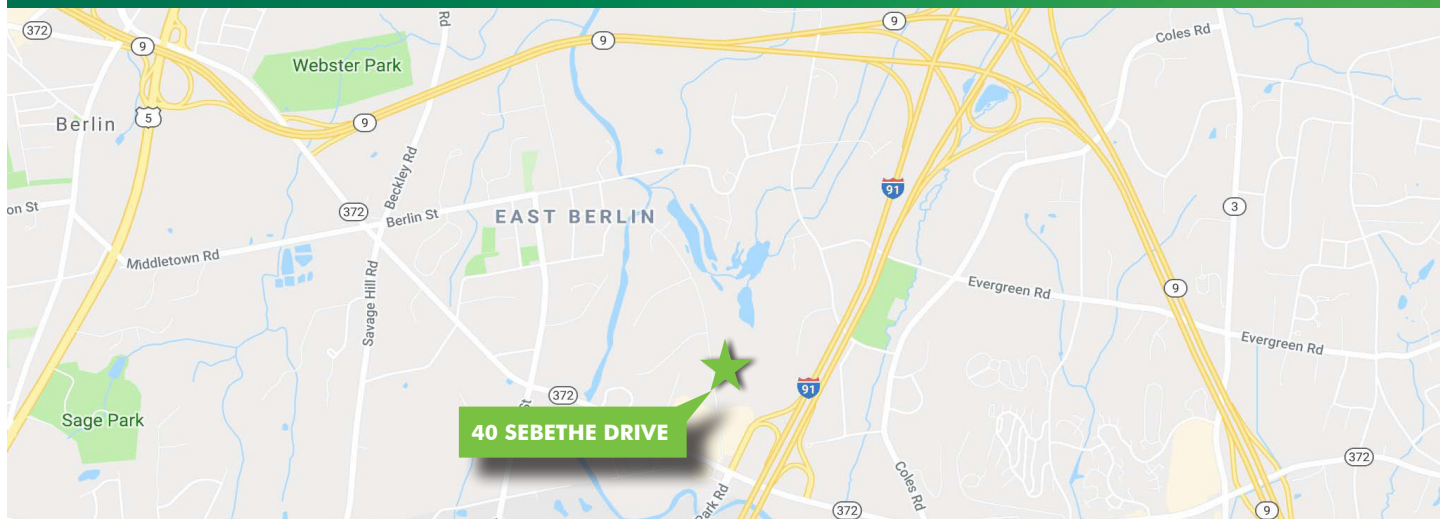 372
9
Rd
9
9
Coles Rd
Webster Park
Berlin
5
9
Beckley Rd
91
on St
372
Berlin St
EAST BERLIN
3
Middletown Rd
Savage Hill Rd
Evergreen Rd
9
Evergreen Rd
372
91
Sage Park
St
40 SEBETHE DRIVE
372
Coles Rd
Park Rd
372
9